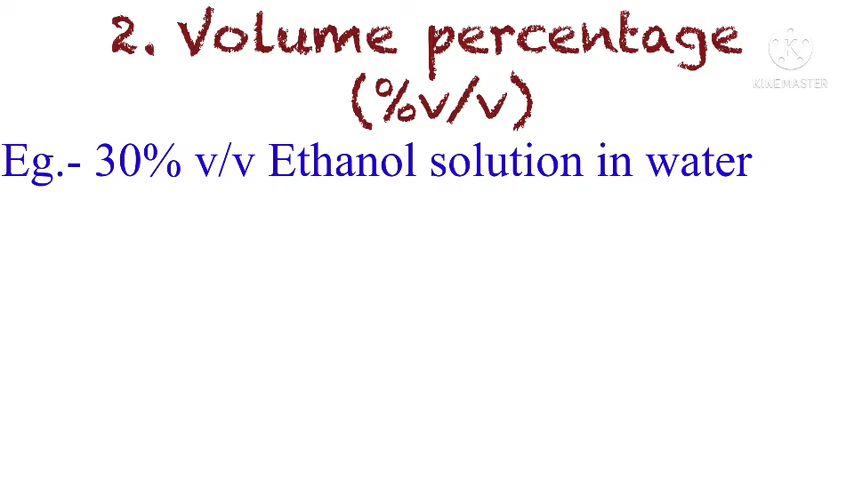 2. Volume percentage
(%v/v)
KINEMASTER
Eg.- 30% v/v Ethanol solution in water